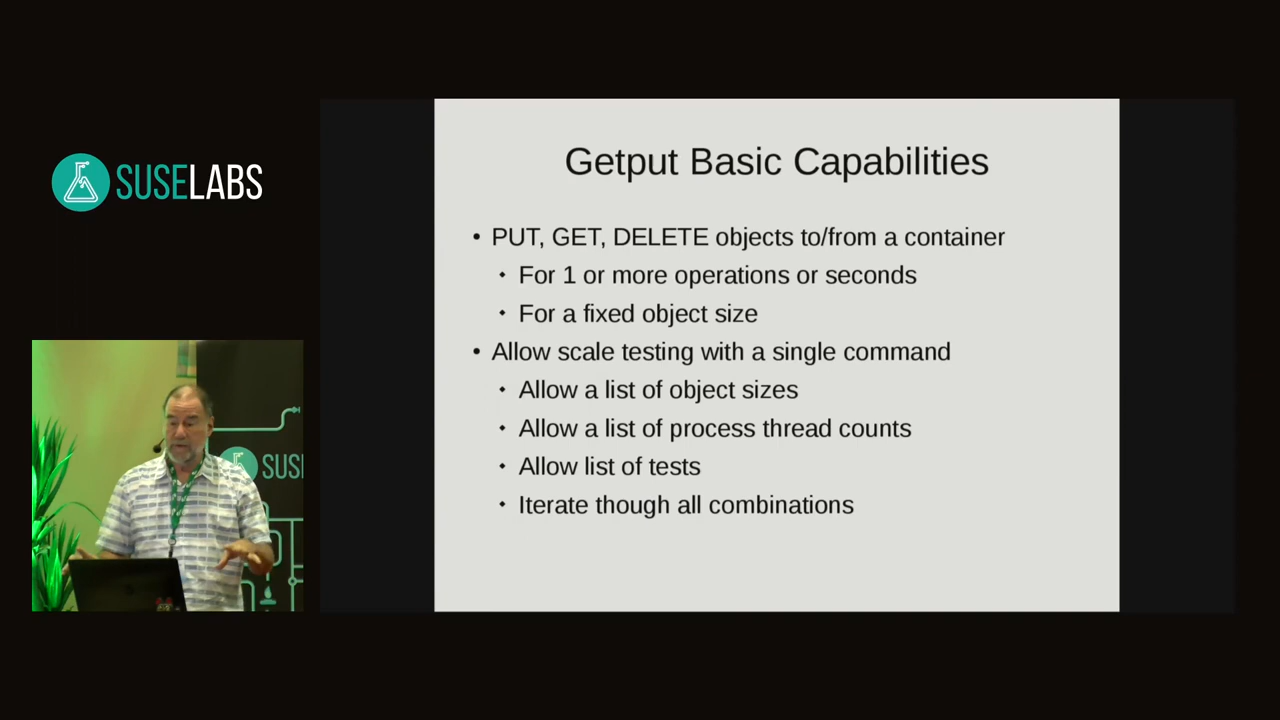 SUSELABS
Getput Basic Capabilities
• PUT, GET, DELETE objects to/from a container
• For 1 or more operations or seconds
• For a fixed object size
• Allow scale testing with a single command
• Allow a list of object sizes
• Allow a list of process thread counts
• Allow list of tests
• Iterate though all combinations
SUSE